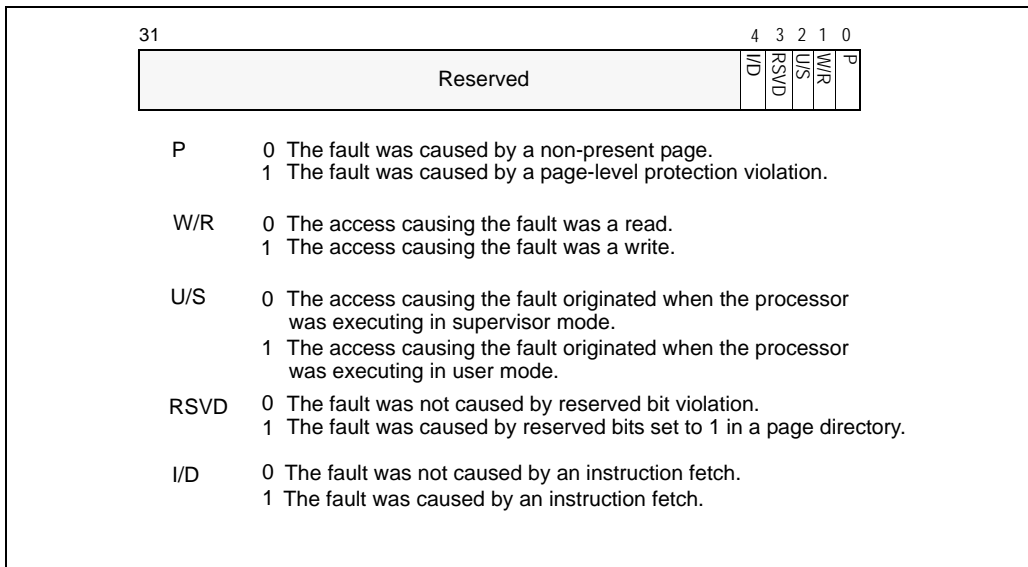 31 4 3 2 1 0
Reserved I/D RSVD U/S W/R P
P 0 The fault was caused by a non-present page.
1 The fault was caused by a page-level protection violation.
W/R 0 The access causing the fault was a read.
1 The access causing the fault was a write.
U/S 0 The access causing the fault originated when the processor
was executing in supervisor mode.
1 The access causing the fault originated when the processor
was executing in user mode.
RSVD 0 The fault was not caused by reserved bit violation.
1 The fault was caused by reserved bits set to 1 in a page directory.
I/D 0 The fault was not caused by an instruction fetch.
1 The fault was caused by an instruction fetch.